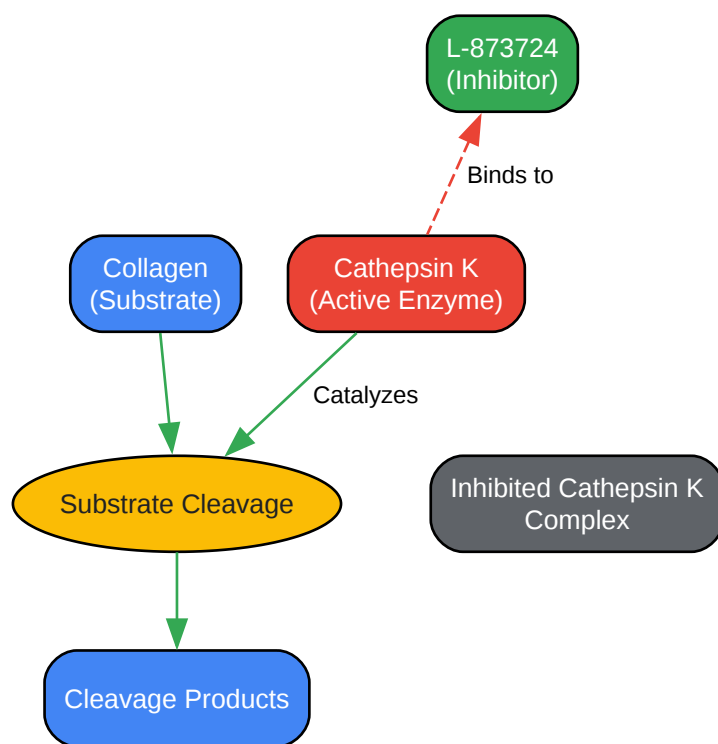 L-873724
(Inhibitor)
Binds to
Collagen
(Substrate)
Cathepsin K
(Active Enzyme)
Catalyzes
Substrate Cleavage
Inhibited Cathepsin K
Complex
Cleavage Products